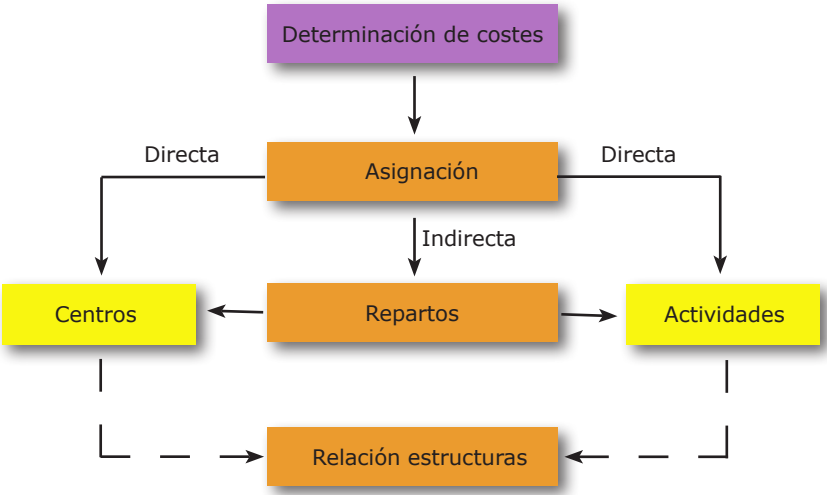 Determinación de costes
Directa
Directa
Asignación
Indirecta
Centros
Repartos
Actividades
Relación estructuras